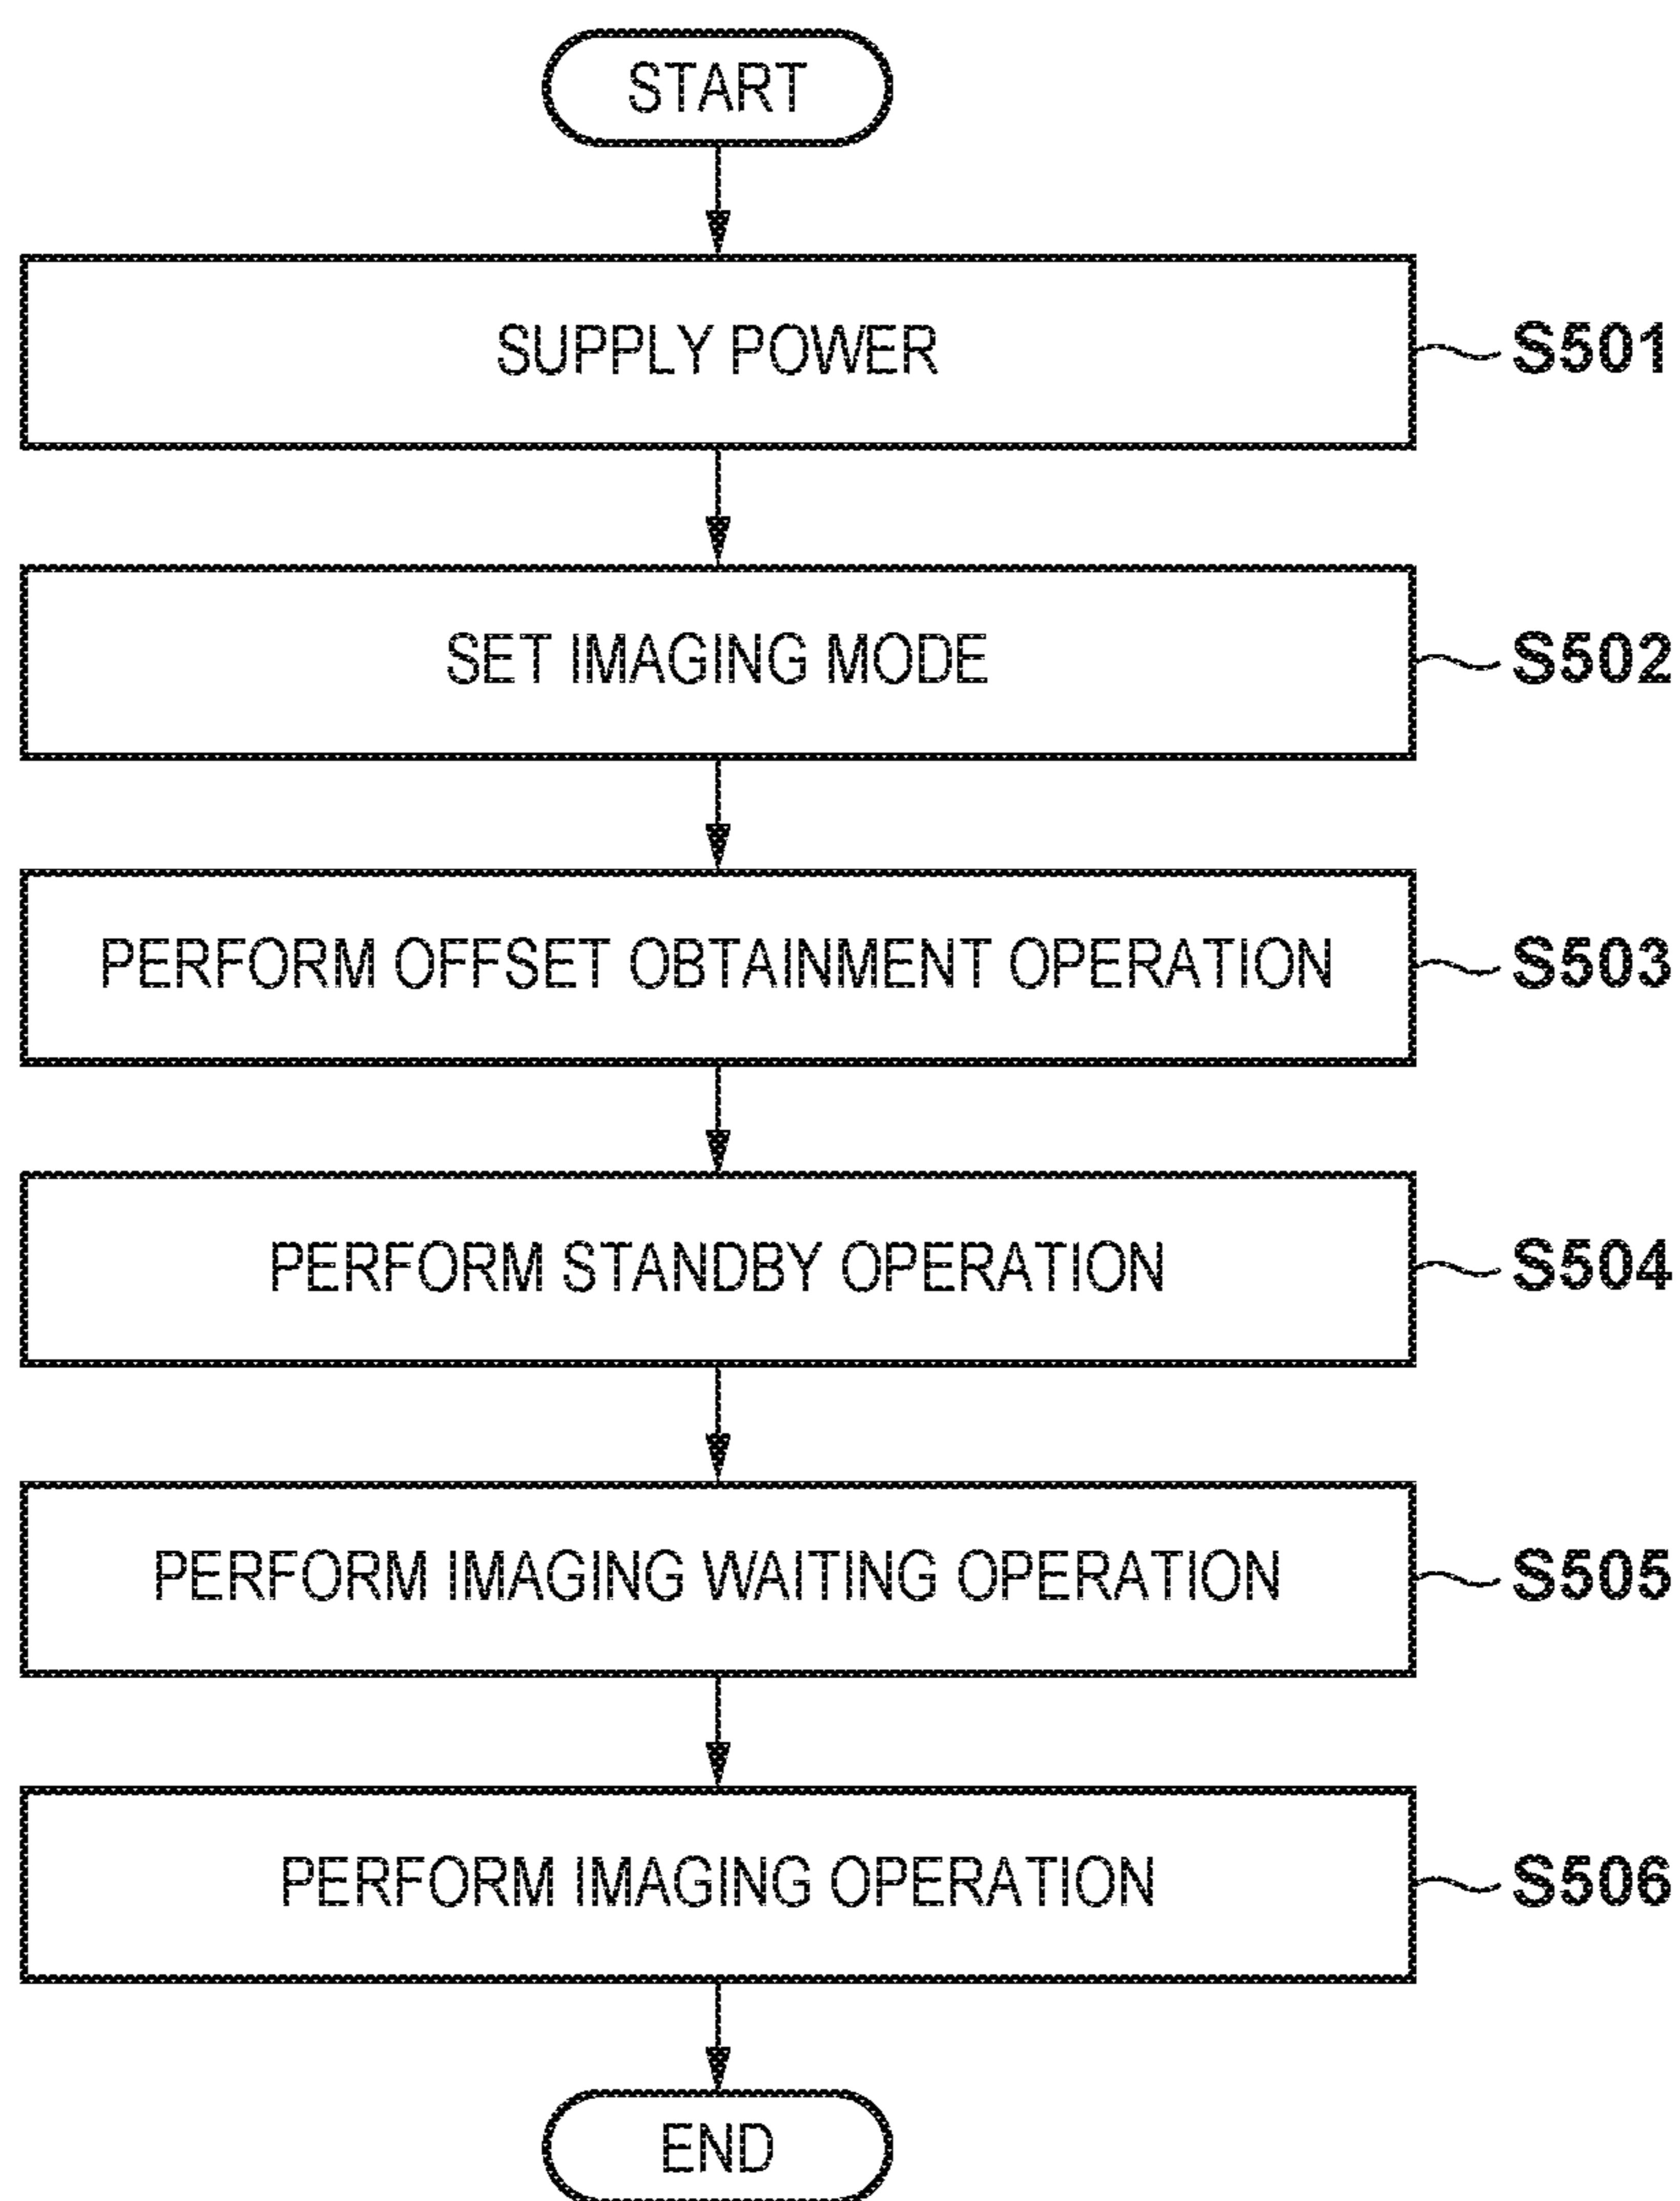 START
SUPPLY POWER
S501
SET IMAGING MODE
S502
PERFORM OFFSET OBTAINMENT OPERATION
S503
PERFORM STANDBY OPERATION
S504
PERFORM IMAGING WAITING OPERATION
S505
PERFORM IMAGING OPERATION
S506
END